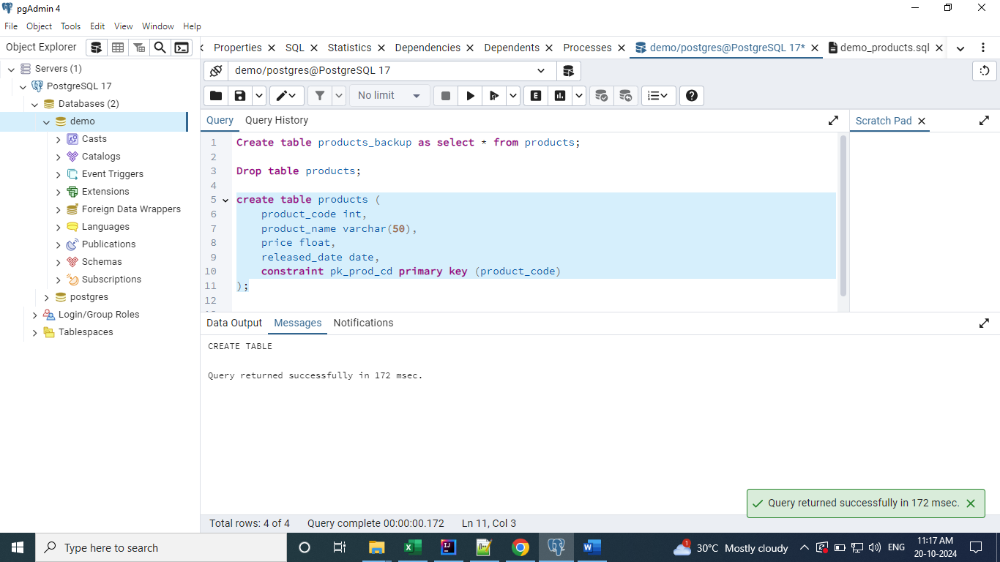 pgAdmin 4
File Object Tools Edit View Window Help
Object Explorer
Properties SQL Statistics Dependencies Dependents Processes demo/postgres@PostgreSQL 17* demo_products.sql
Servers (1)
PostgreSQL 17
Databases (2)
demo
Casts
Catalogs
Event Triggers
Extensions
Foreign Data Wrappers
Languages
Publications
Schemas
Subscriptions
postgres
Login/Group Roles
Tablespaces
demo/postgres@PostgreSQL 17
No limit
E
Query Query History
Scratch Pad
1 Create table products_backup as select * from products;
2
3 Drop table products;
4
5 create table products (
6 product_code int,
7 product_name varchar(50),
8 price float,
9 released_date date,
10 constraint pk_prod_cd primary key (product_code)
11 );
12
Data Output Messages Notifications
CREATE TABLE
Query returned successfully in 172 msec.
Query returned successfully in 172 msec.
Total rows: 4 of 4 Query complete 00:00:00.172 Ln 11, Col 3
Type here to search
1
30°C Mostly cloudy
ENG
11:17 AM
20-10-2024